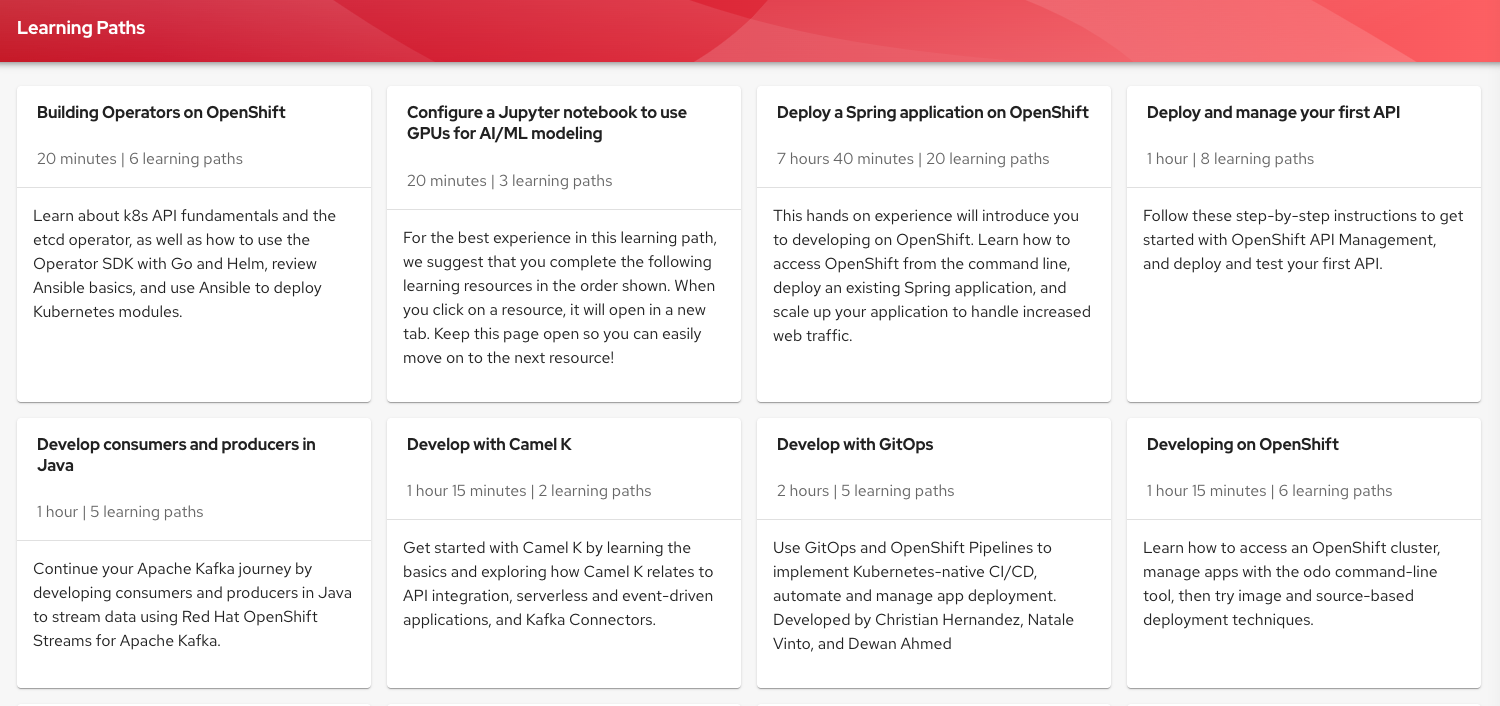 Learning Paths
Building Operators on OpenShift
20 minutes | 6 learning paths
Learn about k8s API fundamentals and the
etcd operator, as well as how to use the
Operator SDK with Go and Helm, review
Ansible basics, and use Ansible to deploy
Kubernetes modules.
Configure a Jupyter notebook to use
GPUs for AI/ML modeling
20 minutes | 3 learning paths
For the best experience in this learning path,
we suggest that you complete the following
learning resources in the order shown. When
you click on a resource, it will open in a new
tab. Keep this page open so you can easily
move on to the next resource!
Deploy a Spring application on OpenShift
7 hours 40 minutes | 20 learning paths
This hands on experience will introduce you
to developing on OpenShift. Learn how to
access OpenShift from the command line,
deploy an existing Spring application, and
scale up your application to handle increased
web traffic.
Deploy and manage your first API
1 hour | 8 learning paths
Follow these step-by-step instructions to get
started with OpenShift API Management,
and deploy and test your first API.
Develop consumers and producers in
Java
1 hour | 5 learning paths
Continue your Apache Kafka journey by
developing consumers and producers in Java
to stream data using Red Hat OpenShift
Streams for Apache Kafka.
Develop with Camel K
1 hour 15 minutes | 2 learning paths
Get started with Camel K by learning the
basics and exploring how Camel K relates to
API integration, serverless and event-driven
applications, and Kafka Connectors.
Develop with GitOps
2 hours | 5 learning paths
Use GitOps and OpenShift Pipelines to
implement Kubernetes-native CI/CD,
automate and manage app deployment.
Developed by Christian Hernandez, Natale
Vinto, and Dewan Ahmed
Developing on OpenShift
1 hour 15 minutes | 6 learning paths
Learn how to access an OpenShift cluster,
manage apps with the odo command-line
tool, then try image and source-based
deployment techniques.